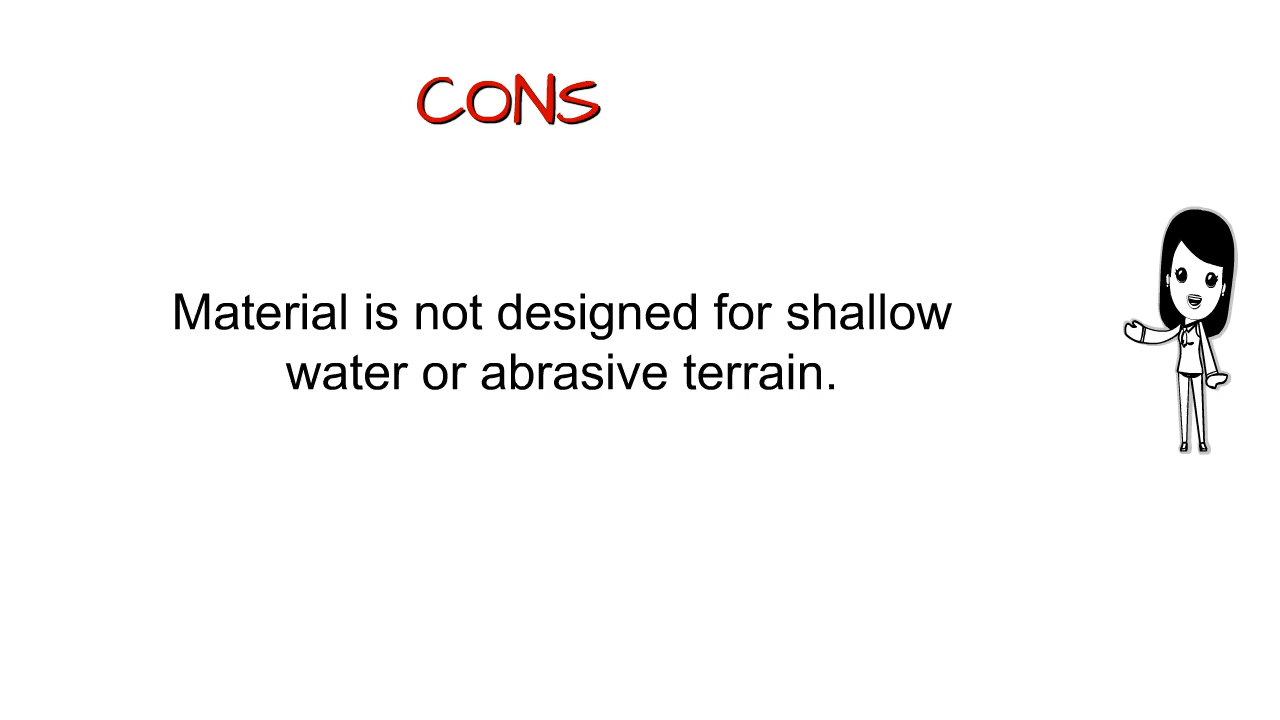 CONS
Material is not designed for shallow
water or abrasive terrain.